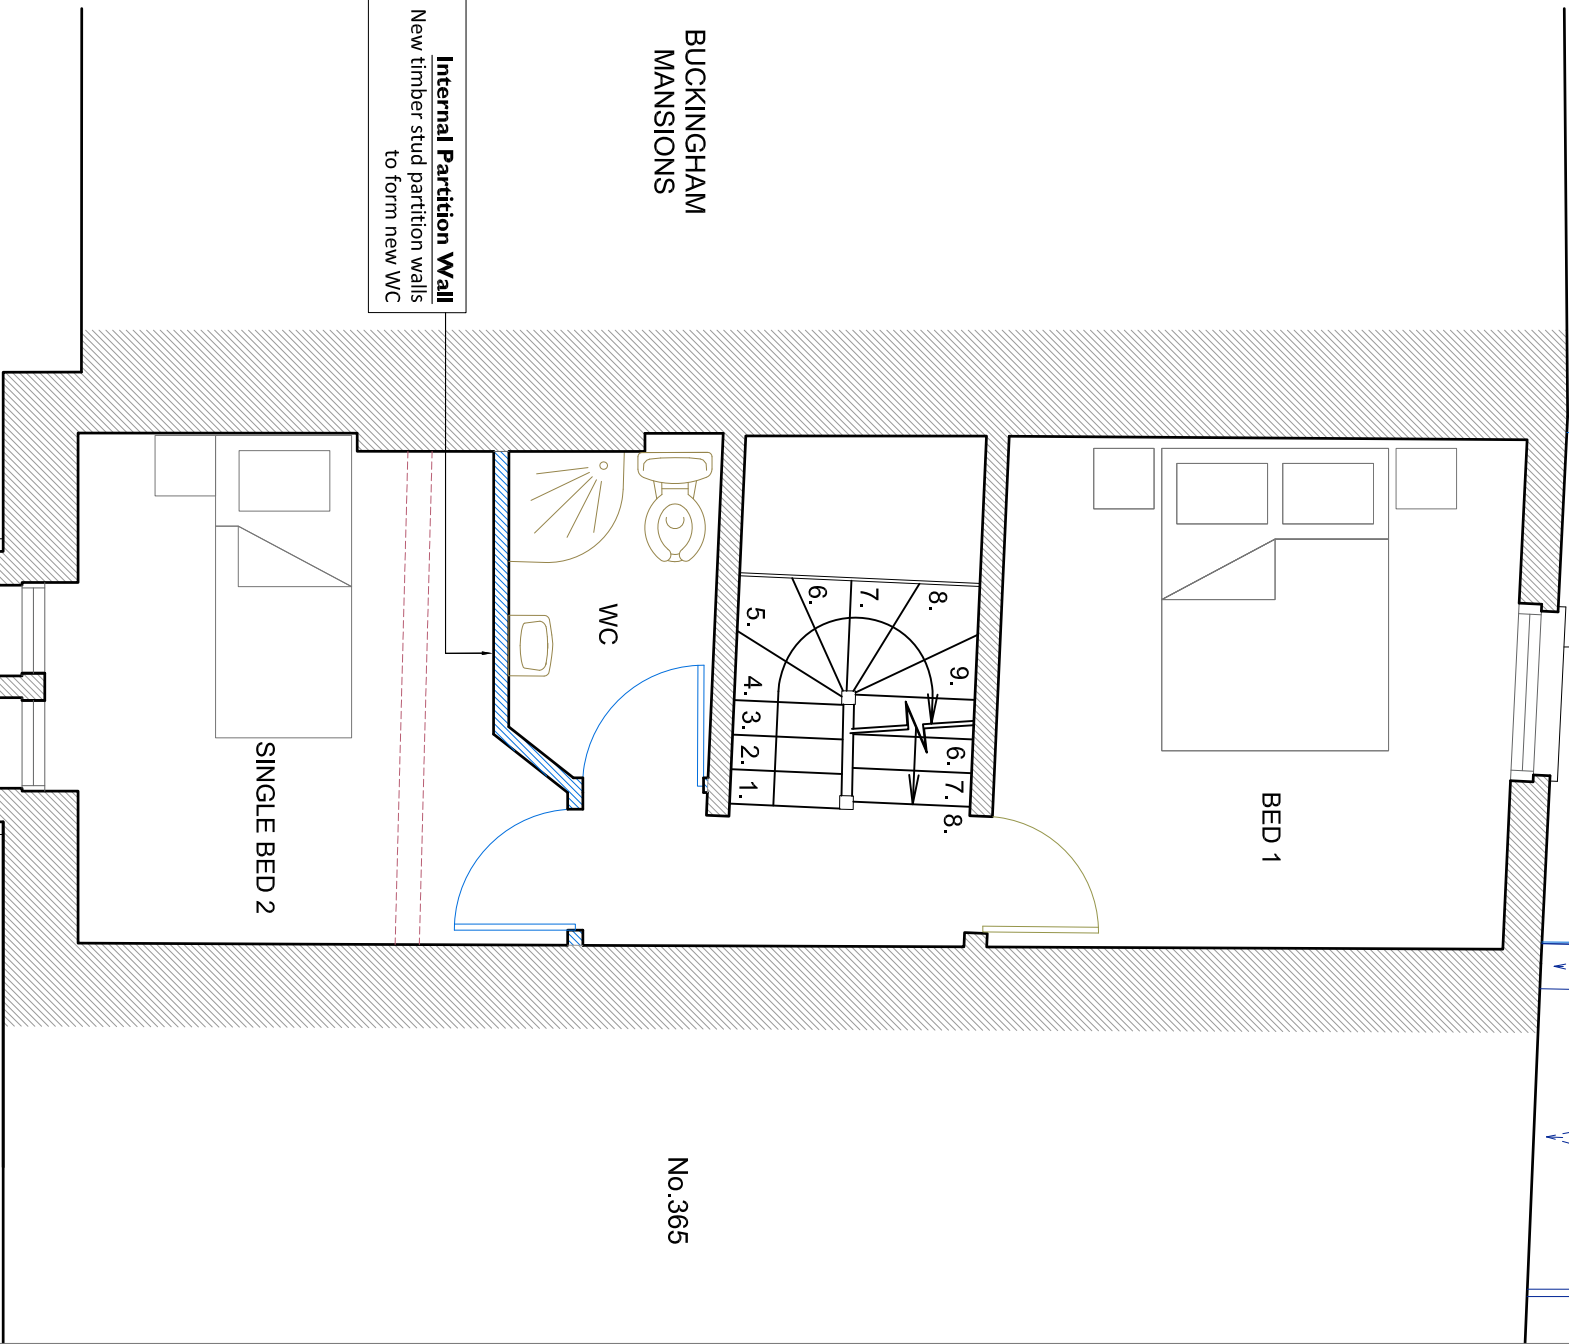 BUCKINGHAM
MANSIONS
Internal Partition Wall
New timber stud partition walls
to form new WC
BED 1
WC
SINGLE BED 2
8.
7.
6.
5.
9.
4.
3.
2.
1.
6.
7.
8.
No.365